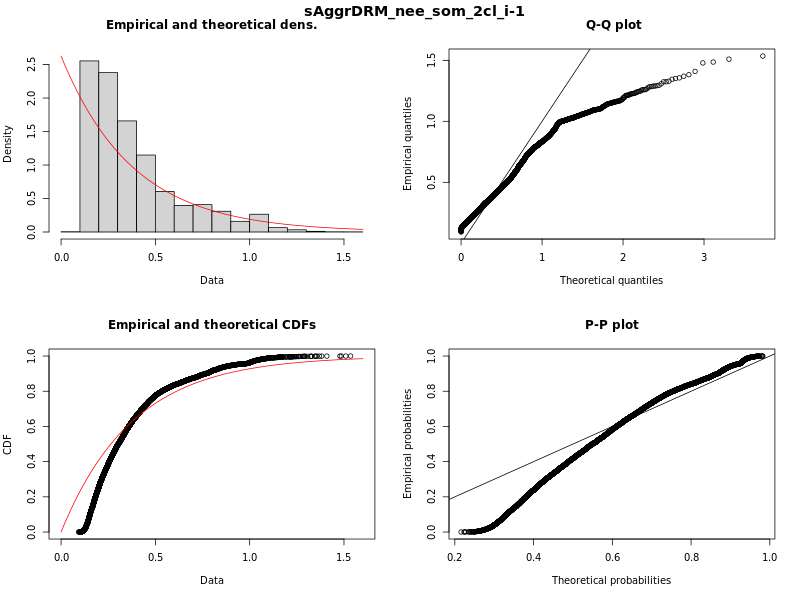 sAggrDRM_nee_som_2cl_i-1
Empirical and theoretical dens.
Density
0.0 0.5 1.0 1.5 2.0 2.5
0.0 0.5 1.0 1.5
Data
Q-Q plot
Empirical quantiles
0.5 1.0 1.5
0 1 2 3
Theoretical quantiles
Empirical and theoretical CDFs
CDF
0.0 0.2 0.4 0.6 0.8 1.0
0.0 0.5 1.0 1.5
Data
P-P plot
Empirical probabilities
0.0 0.2 0.4 0.6 0.8 1.0
0.2 0.4 0.6 0.8 1.0
Theoretical probabilities